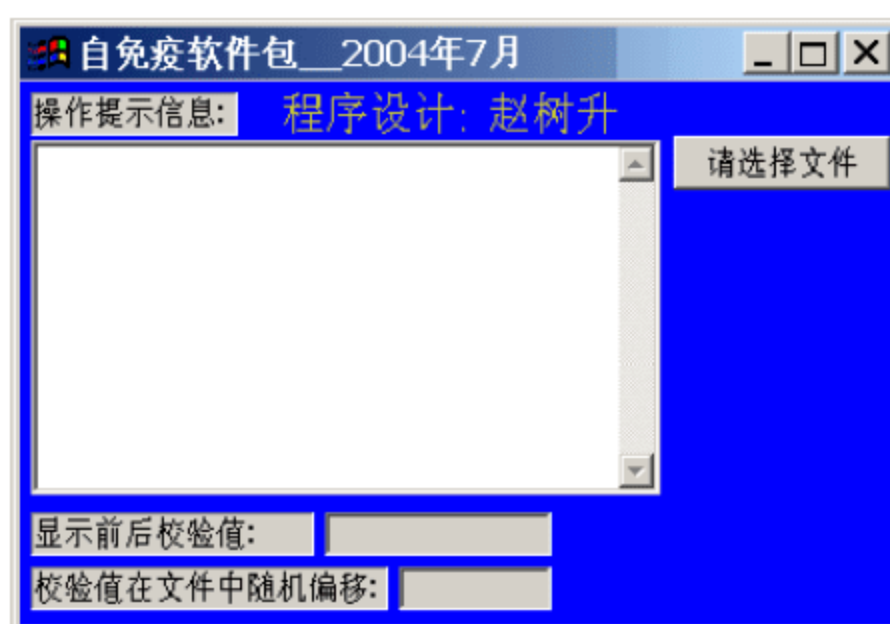 自免疫软件包__2004年7月
操作提示信息: 程序设计: 赵树升
请选择文件
显示前后校验值:
校验值在文件中随机偏移: